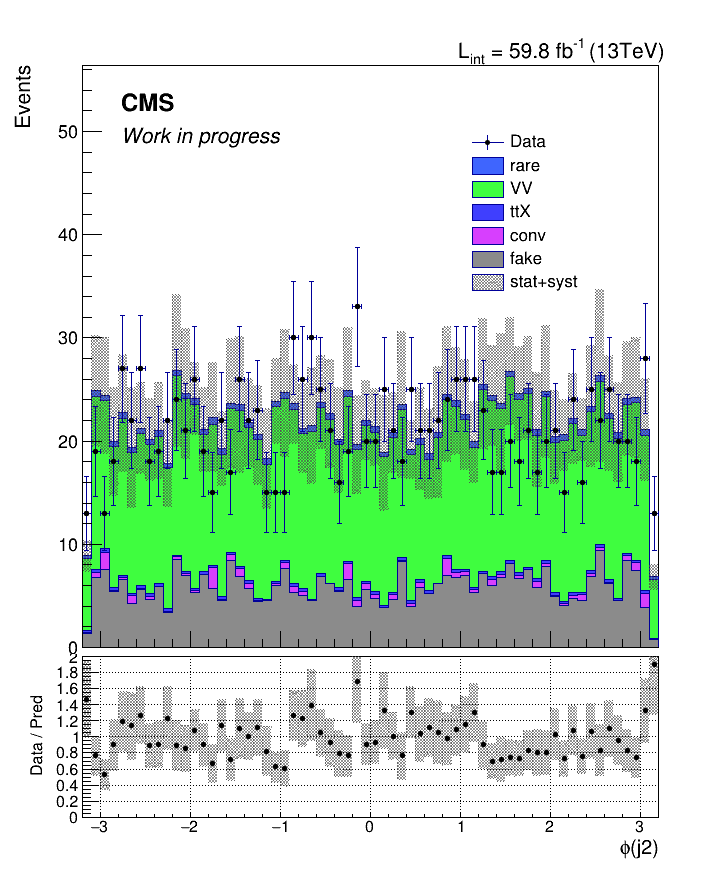 L_int = 59.8 fb^-1 (13TeV)
Events
CMS
Work in progress
Data
rare
VV
ttX
conv
fake
stat+syst
50
40
30
20
10
0
Data / Pred
2
1.8
1.6
1.4
1.2
1
0.8
0.6
0.4
0.2
0
−3 −2 −1 0 1 2 3
ϕ(j2)